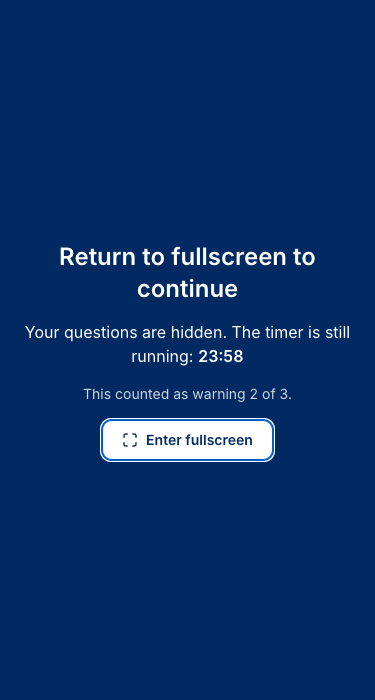 Return to fullscreen to
continue
Your questions are hidden. The timer is still
running: 23:58
This counted as warning 2 of 3.
Enter fullscreen